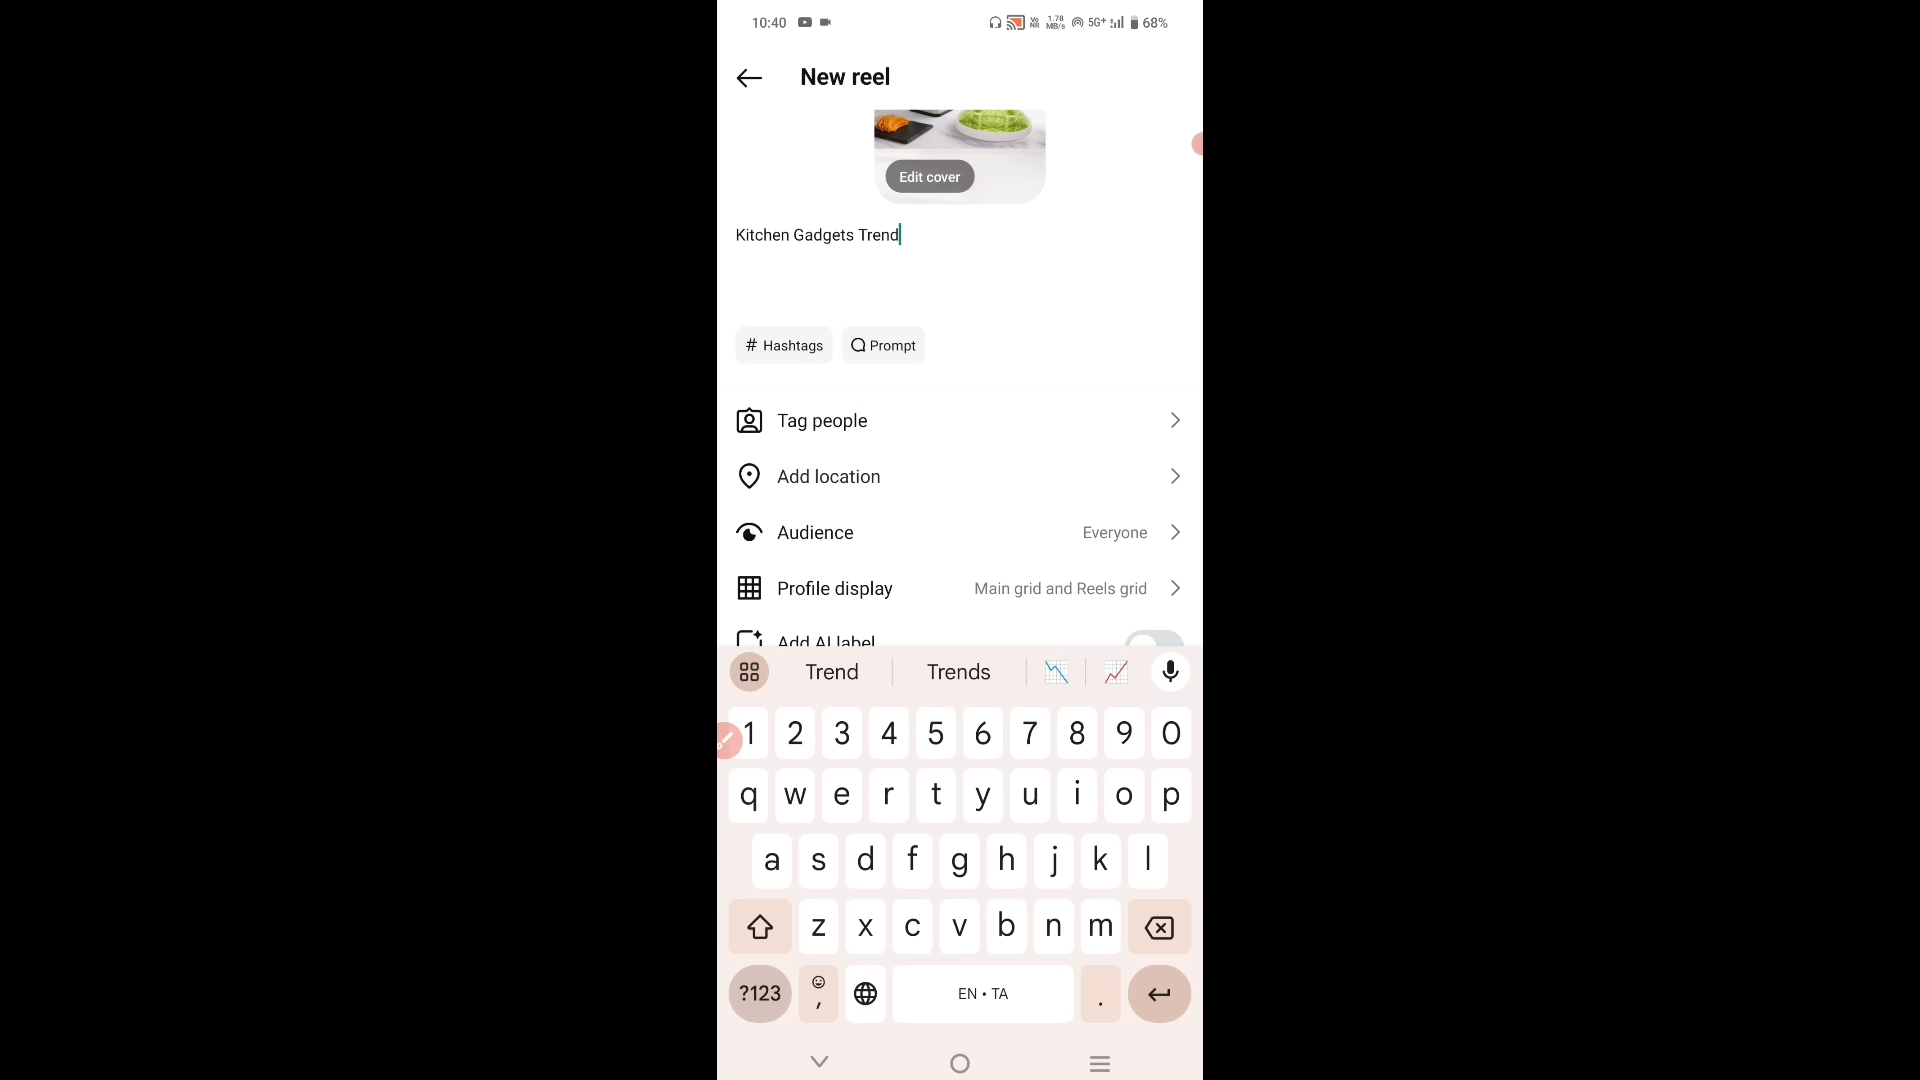 10:40
Vo NR
1.78 MB/s
5G+
68%
New reel
Edit cover
Kitchen Gadgets Trend
# Hashtags
Prompt
Tag people
Add location
Audience
Everyone
Profile display
Main grid and Reels grid
Add AI label
Trend
Trends
1 2 3 4 5 6 7 8 9 0
q w e r t y u i o p
a s d f g h j k l
z x c v b n m
?123 , EN • TA .